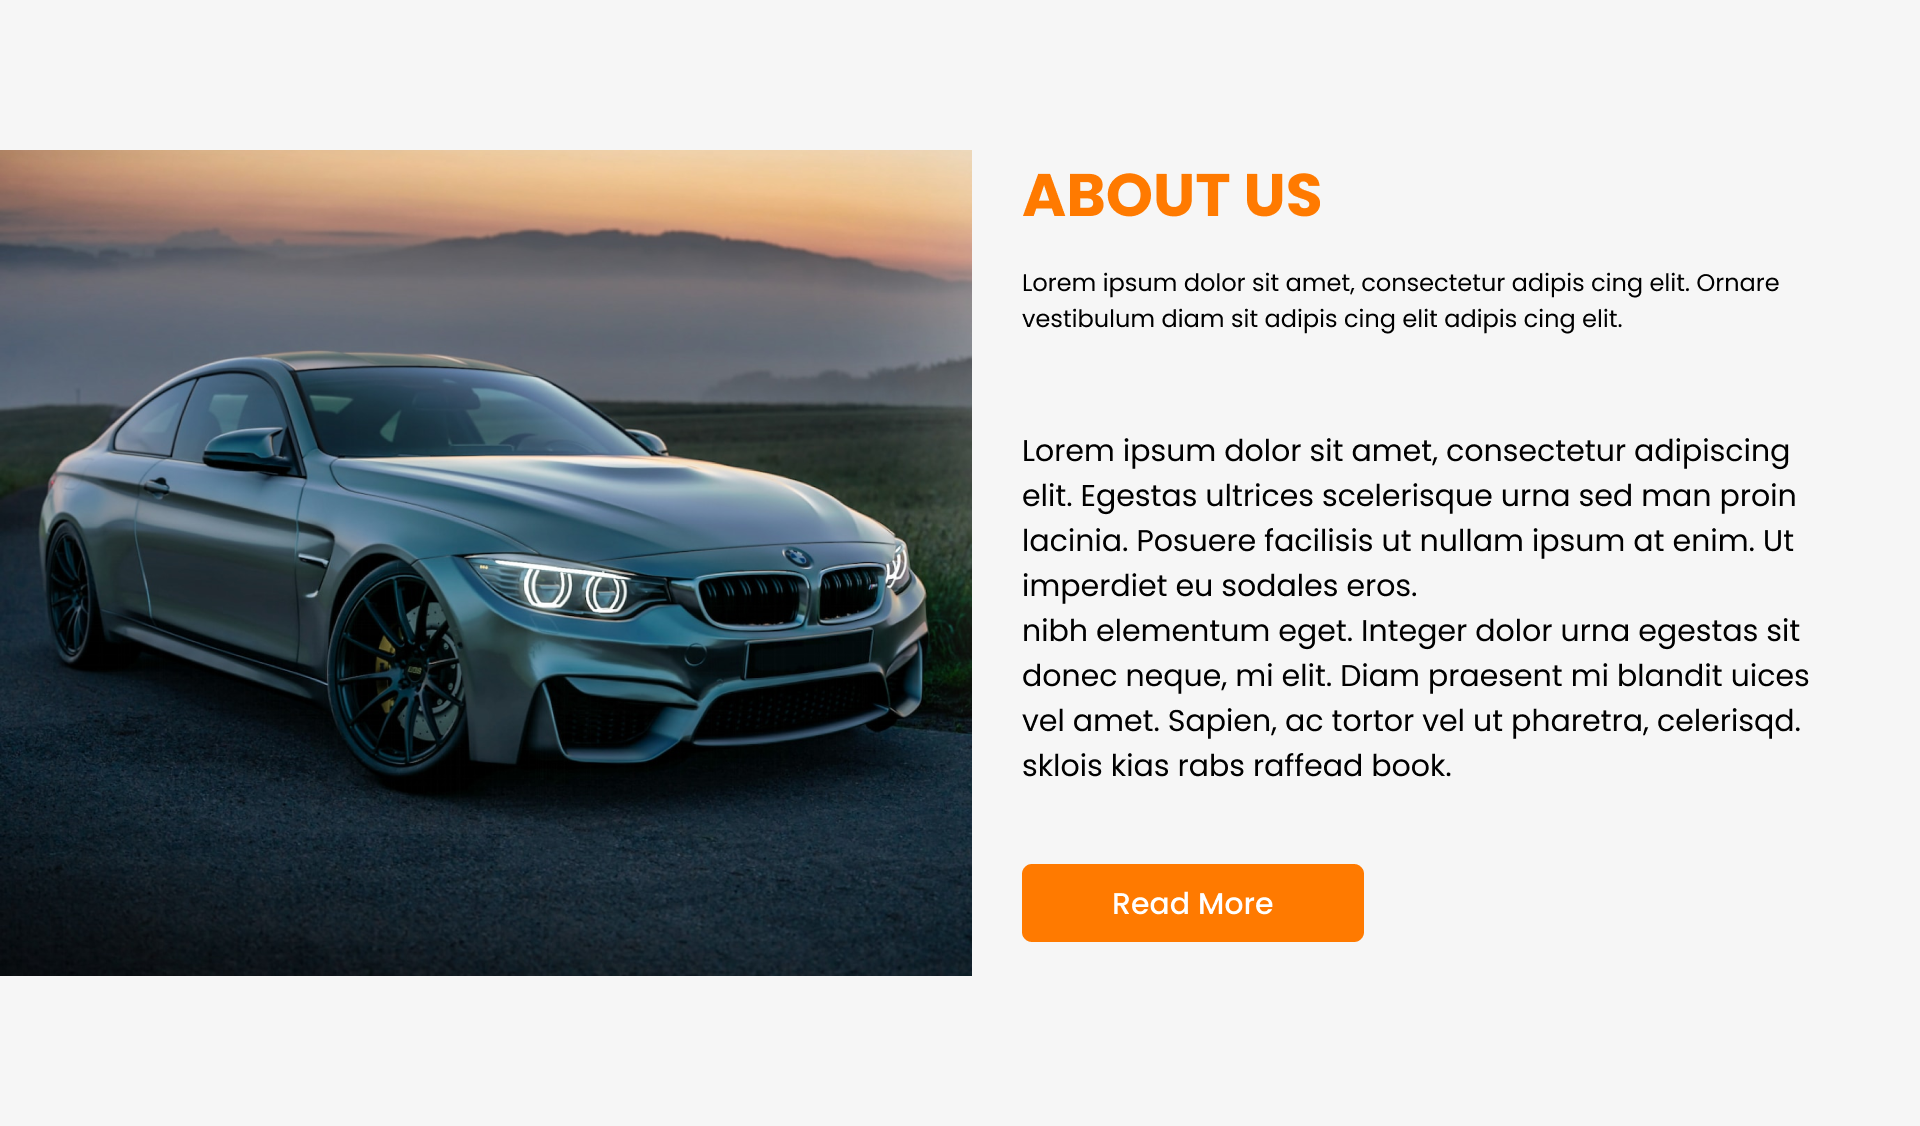 ABOUT US
Lorem ipsum dolor sit amet, consectetur adipis cing elit. Ornare
vestibulum diam sit adipis cing elit adipis cing elit.
Lorem ipsum dolor sit amet, consectetur adipiscing
elit. Egestas ultrices scelerisque urna sed man proin
lacinia. Posuere facilisis ut nullam ipsum at enim. Ut
imperdiet eu sodales eros.
nibh elementum eget. Integer dolor urna egestas sit
donec neque, mi elit. Diam praesent mi blandit uices
vel amet. Sapien, ac tortor vel ut pharetra, celerisqd.
sklois kias rabs raffead book.
Read More